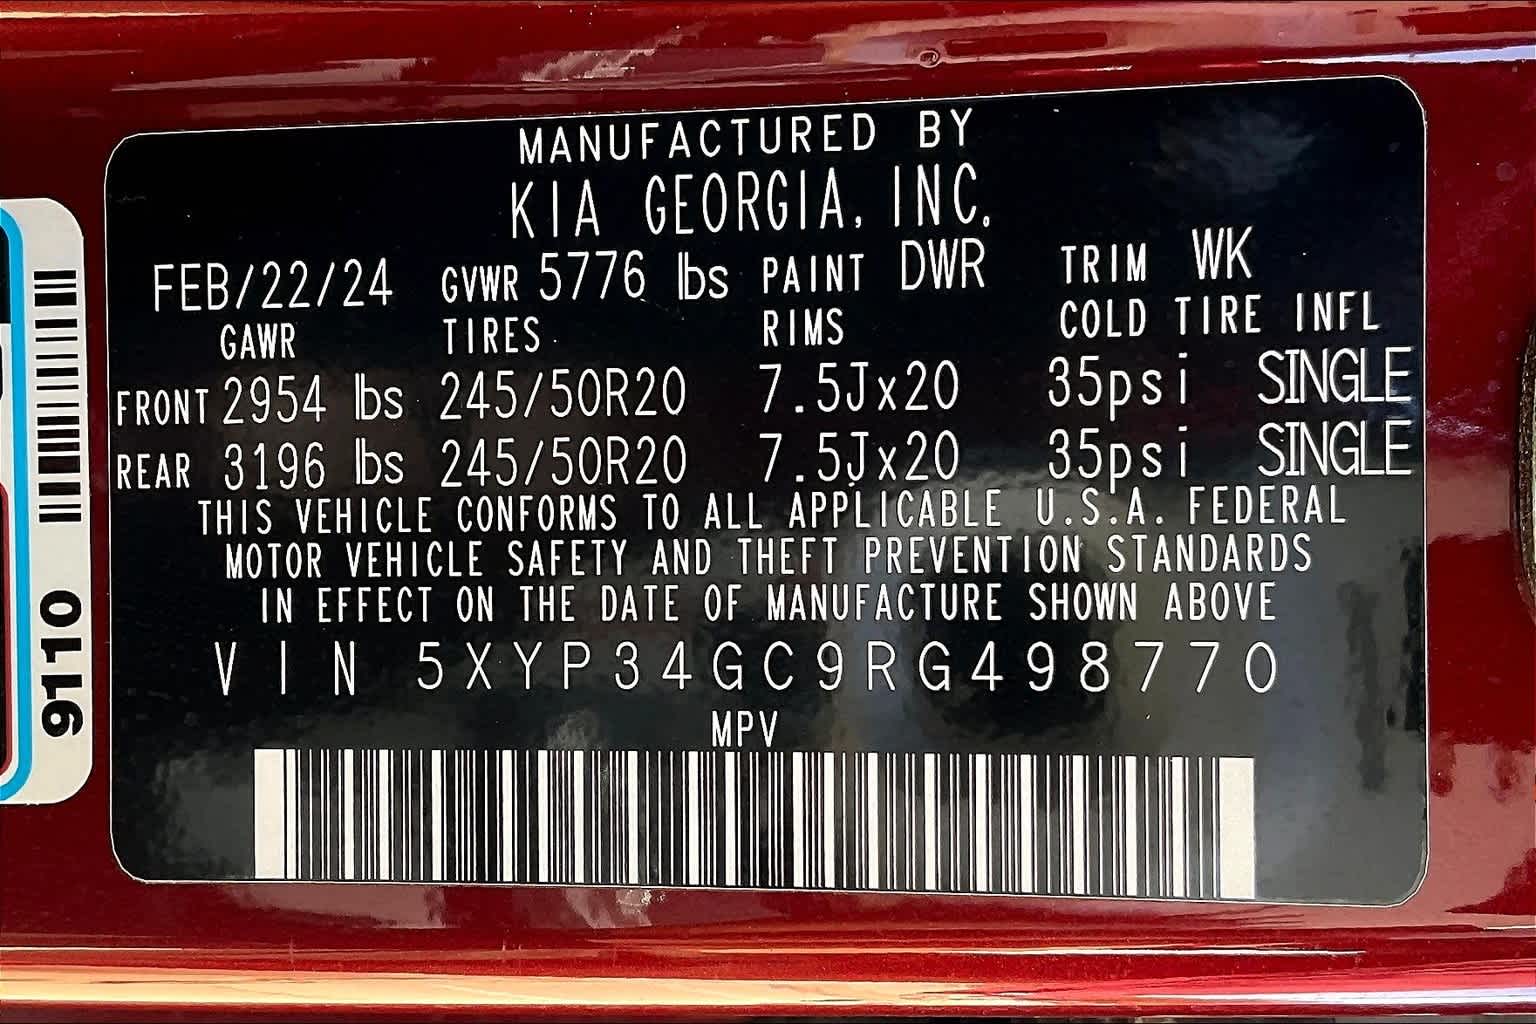 MANUFACTURED BY
KIA GEORGIA, INC.
FEB/22/24 GVWR 5776 lbs PAINT DWR TRIM WK
GAWR TIRES RIMS COLD TIRE INFL
FRONT 2954 lbs 245/50R20 7.5Jx20 35psi SINGLE
REAR 3196 lbs 245/50R20 7.5Jx20 35psi SINGLE
THIS VEHICLE CONFORMS TO ALL APPLICABLE U.S.A. FEDERAL
MOTOR VEHICLE SAFETY AND THEFT PREVENTION STANDARDS
IN EFFECT ON THE DATE OF MANUFACTURE SHOWN ABOVE
VIN 5XYP34GC9RG498770
MPV
9110